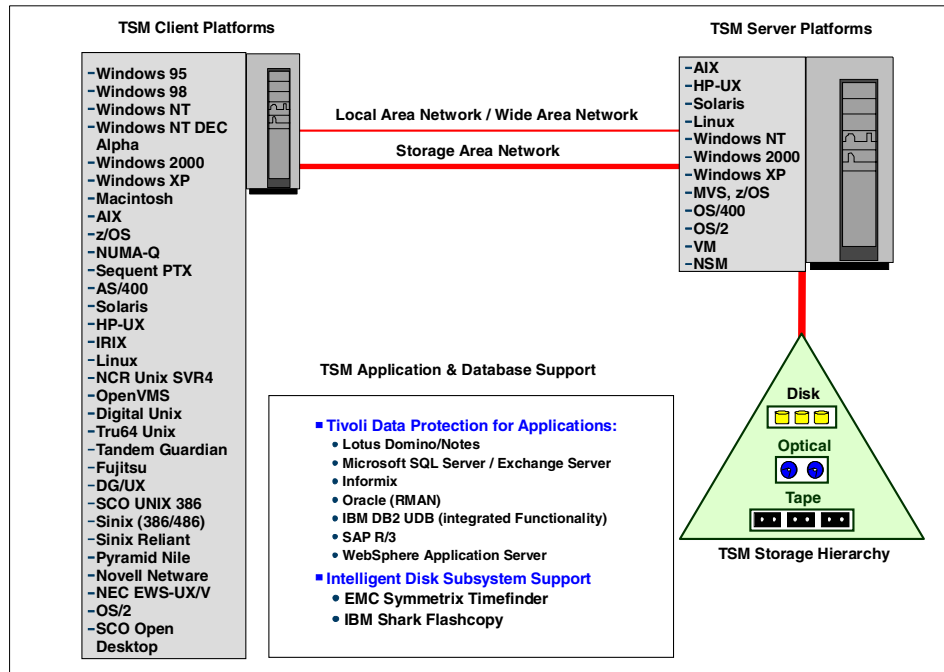 TSM Client Platforms
–Windows 95
–Windows 98
–Windows NT
–Windows NT DEC
Alpha
–Windows 2000
–Windows XP
–Macintosh
–AIX
–z/OS
–NUMA-Q
–Sequent PTX
–AS/400
–Solaris
–HP-UX
–IRIX
–Linux
–NCR Unix SVR4
–OpenVMS
–Digital Unix
–Tru64 Unix
–Tandem Guardian
–Fujitsu
–DG/UX
–SCO UNIX 386
–Sinix (386/486)
–Sinix Reliant
–Pyramid Nile
–Novell Netware
–NEC EWS-UX/V
–OS/2
–SCO Open
Desktop
Local Area Network / Wide Area Network
Storage Area Network
TSM Server Platforms
–AIX
–HP-UX
–Solaris
–Linux
–Windows NT
–Windows 2000
–Windows XP
–MVS, z/OS
–OS/400
–OS/2
–VM
–NSM
TSM Application & Database Support
■ Tivoli Data Protection for Applications:
• Lotus Domino/Notes
• Microsoft SQL Server / Exchange Server
• Informix
• Oracle (RMAN)
• IBM DB2 UDB (integrated Functionality)
• SAP R/3
• WebSphere Application Server
■ Intelligent Disk Subsystem Support
• EMC Symmetrix Timefinder
• IBM Shark Flashcopy
Disk
Optical
Tape
TSM Storage Hierarchy